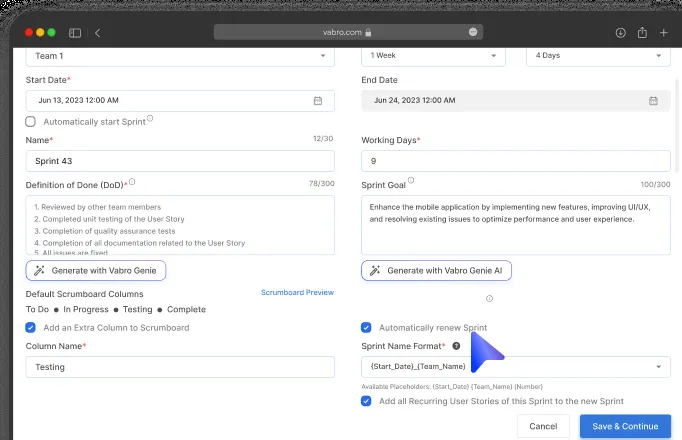 vabro.com
Team 1
1 Week
4 Days
Start Date*
End Date
Jun 13, 2023 12:00 AM
Jun 24, 2023 12:00 AM
Automatically start Sprint
Name*
12/30
Working Days*
Sprint 43
9
Definition of Done (DoD)*
78/300
Sprint Goal
100/300
1. Reviewed by other team members
2. Completed unit testing of the User Story
3. Completion of quality assurance tests
4. Completion of all documentation related to the User Story
5. All issues are fixed
Enhance the mobile application by implementing new features, improving UI/UX,
and resolving existing issues to optimize performance and user experience.
Generate with Vabro Genie
Generate with Vabro Genie AI
Default Scrumboard Columns
Scrumboard Preview
To Do ● In Progress ● Testing ● Complete
Add an Extra Column to Scrumboard
Automatically renew Sprint
Column Name*
Sprint Name Format*
Testing
{Start_Date}_{Team_Name}
Available Placeholders: {Start_Date} {Team_Name} {Number}
Add all Recurring User Stories of this Sprint to the new Sprint
Cancel
Save & Continue